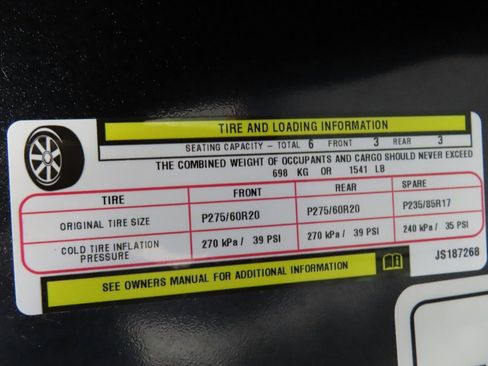 TIRE AND LOADING INFORMATION
SEATING CAPACITY - TOTAL 6 FRONT 3 REAR 3
THE COMBINED WEIGHT OF OCCUPANTS AND CARGO SHOULD NEVER EXCEED
698 KG OR 1541 LB
TIRE FRONT REAR SPARE
ORIGINAL TIRE SIZE P275/60R20 P275/60R20 P235/85R17
COLD TIRE INFLATION PRESSURE 270 kPa / 39 PSI 270 kPa / 39 PSI 240 kPa / 35 PSI
SEE OWNERS MANUAL FOR ADDITIONAL INFORMATION
JS187268